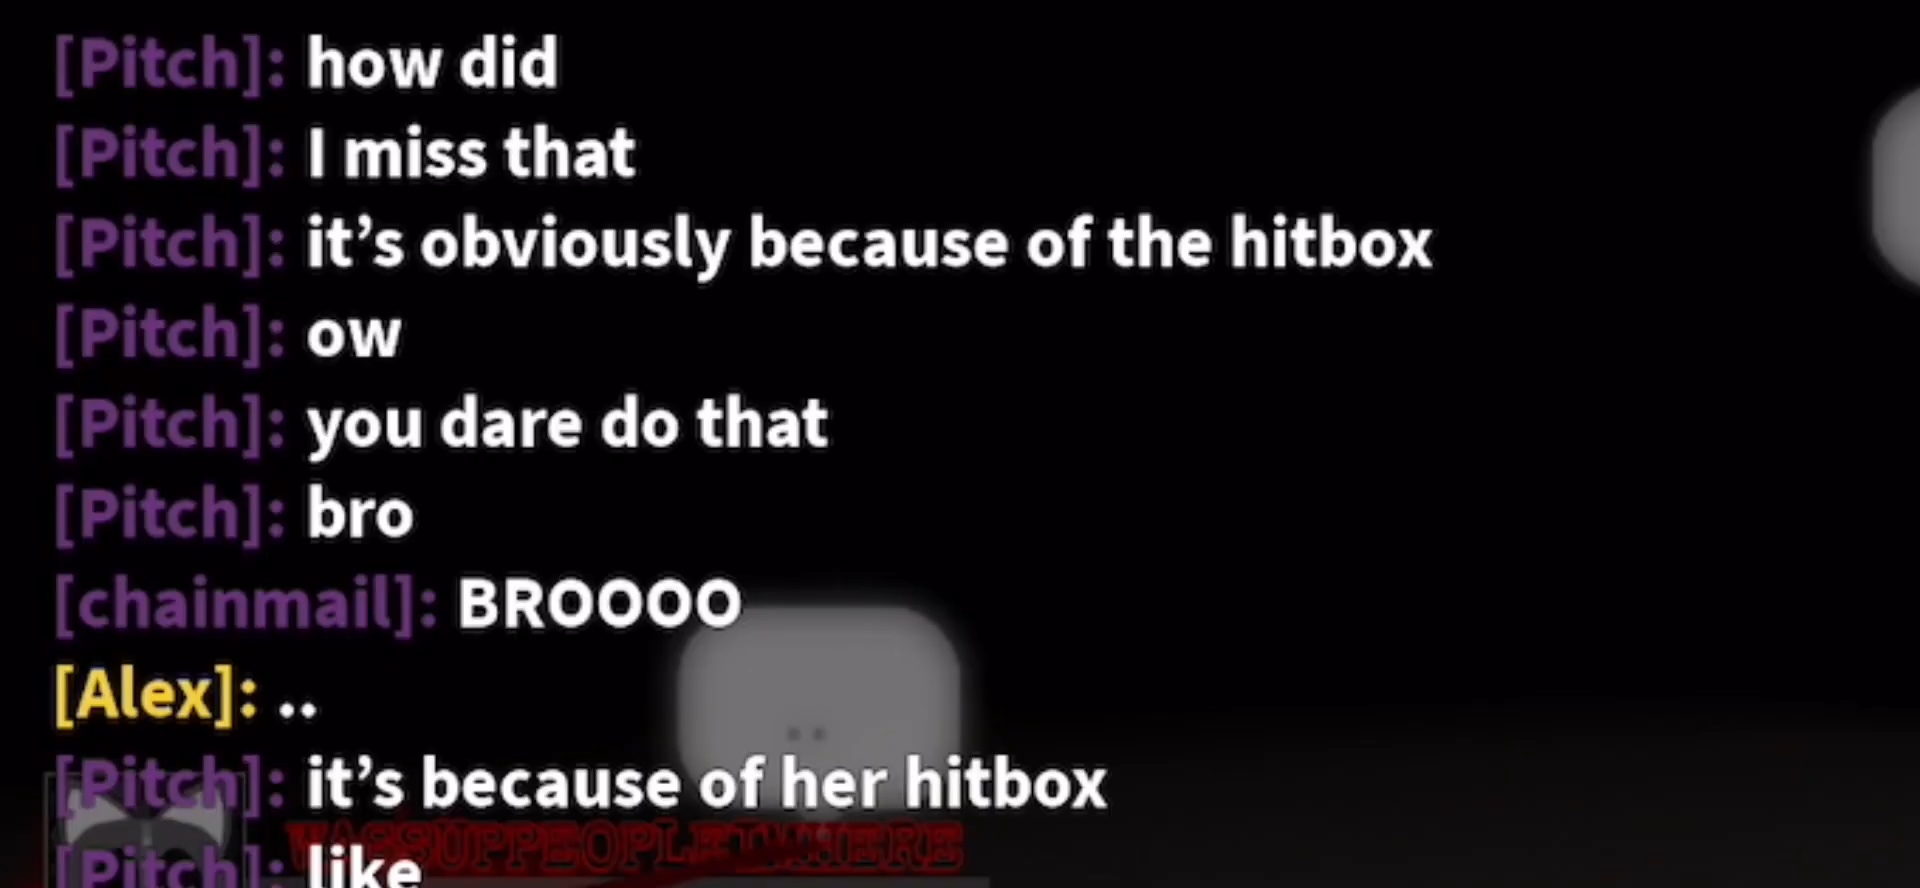 [Pitch]: how did
[Pitch]: I miss that
[Pitch]: it’s obviously because of the hitbox
[Pitch]: ow
[Pitch]: you dare do that
[Pitch]: bro
[chainmail]: BROOOO
[Alex]: ..
[Pitch]: it’s because of her hitbox
[Pitch]: like